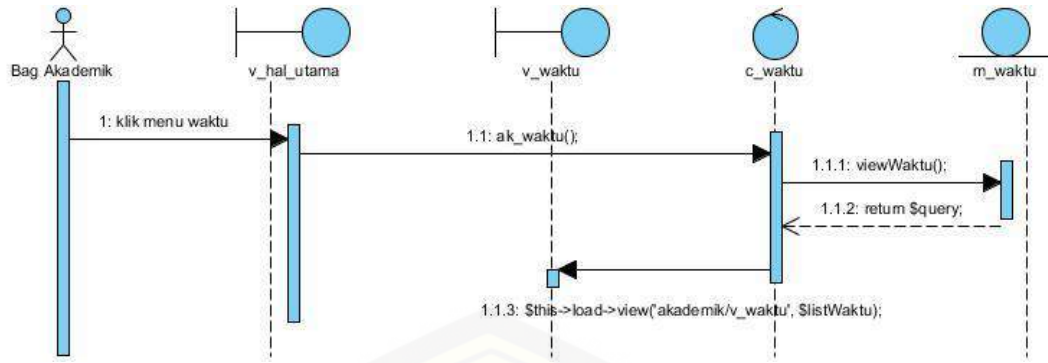 Bag Akademik
v_hal_utama
v_waktu
c_waktu
m_waktu
1: klik menu waktu
1.1: ak_waktu();
1.1.1: viewWaktu();
1.1.2: return $query;
1.1.3: $this->load->view('akademik/v_waktu', $listWaktu);